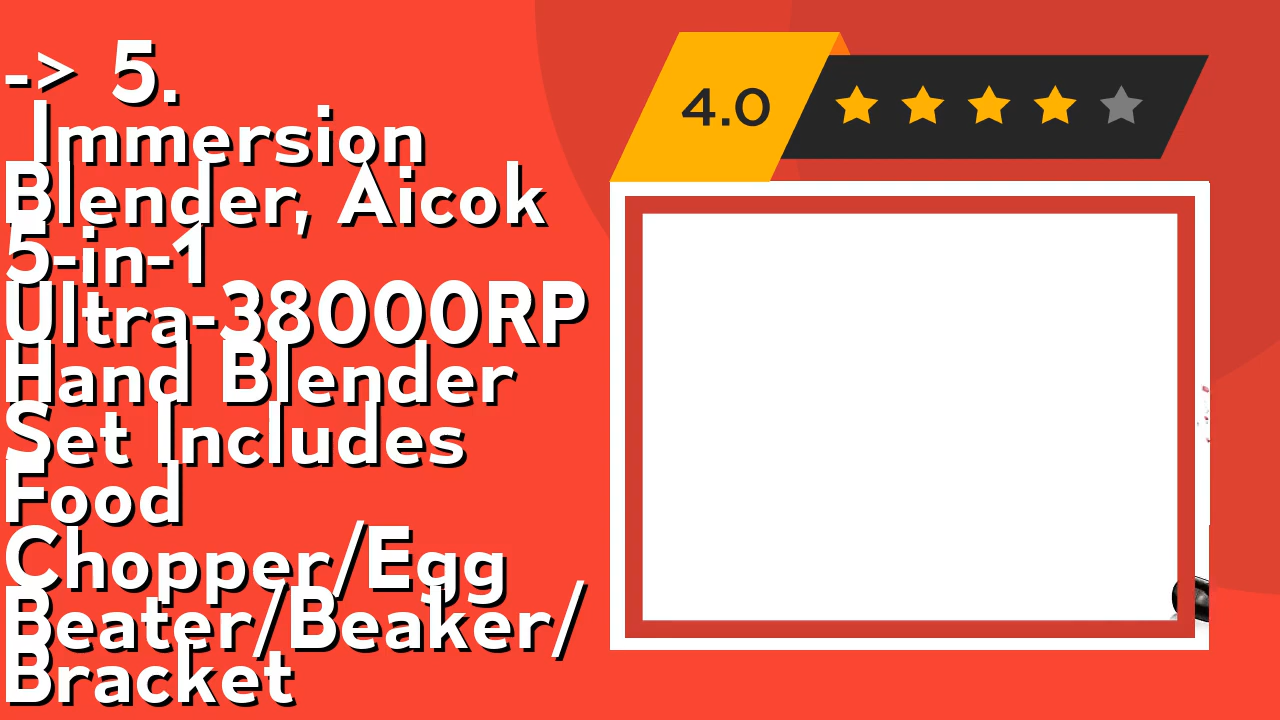 -> 5.
Immersion
Blender, Aicok
5-in-1
Ultra-38000RP
Hand Blender
Set Includes
Food
Chopper/Egg
Beater/Beaker/
Bracket
4.0